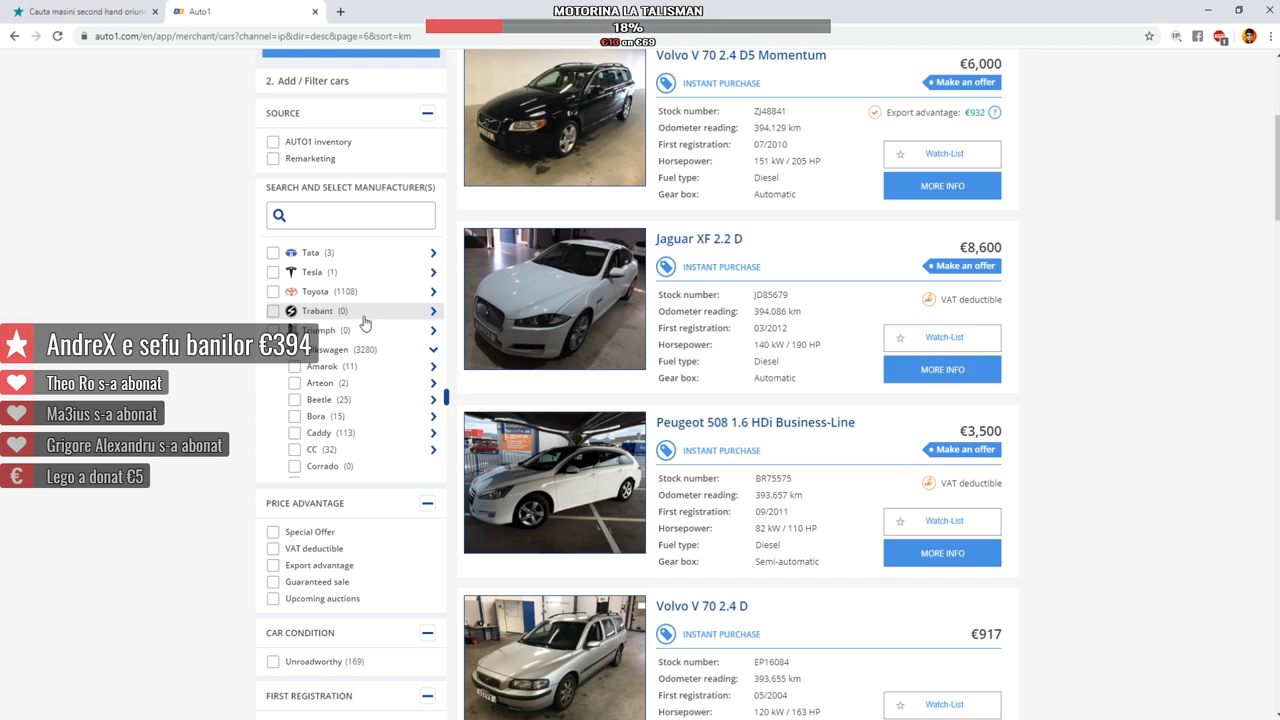 MOTORINA LA TALISMAN
18%
€13 on €69
Cauta masini second hand oriunde
Auto1
auto1.com/en/app/merchant/cars?channel=ip&dir=desc&page=6&sort=km
2. Add / Filter cars
SOURCE
AUTO1 inventory
Remarketing
SEARCH AND SELECT MANUFACTURER(S)
Tata (3)
Tesla (1)
Toyota (1108)
Trabant (0)
Triumph (0)
(3280)
Amarok (11)
Arteon (2)
Beetle (25)
Bora (15)
Caddy (113)
CC (32)
Corrado (0)
PRICE ADVANTAGE
Special Offer
VAT deductible
Export advantage
Guaranteed sale
Upcoming auctions
CAR CONDITION
Unroadworthy (169)
FIRST REGISTRATION
AndreX e sefu banilor €394
Theo Ro s-a abonat
Ma3ius s-a abonat
Grigore Alexandru s-a abonat
Lego a donat €5
Volvo V 70 2.4 D5 Momentum
€6,000
INSTANT PURCHASE
Make an offer
Stock number: ZJ48841
Export advantage: €932 ?
Odometer reading: 394,129 km
First registration: 07/2010
Horsepower: 151 kW / 205 HP
Watch-List
Fuel type: Diesel
MORE INFO
Gear box: Automatic
Jaguar XF 2.2 D
€8,600
INSTANT PURCHASE
Make an offer
Stock number: JD85679
VAT deductible
Odometer reading: 394,086 km
First registration: 03/2012
Horsepower: 140 kW / 190 HP
Watch-List
Fuel type: Diesel
MORE INFO
Gear box: Automatic
Peugeot 508 1.6 HDi Business-Line
€3,500
INSTANT PURCHASE
Make an offer
Stock number: BR75575
VAT deductible
Odometer reading: 393,657 km
First registration: 09/2011
Horsepower: 82 kW / 110 HP
Watch-List
Fuel type: Diesel
MORE INFO
Gear box: Semi-automatic
Volvo V 70 2.4 D
€917
INSTANT PURCHASE
Stock number: EP16084
Odometer reading: 393,655 km
First registration: 05/2004
Horsepower: 120 kW / 163 HP
Watch-List